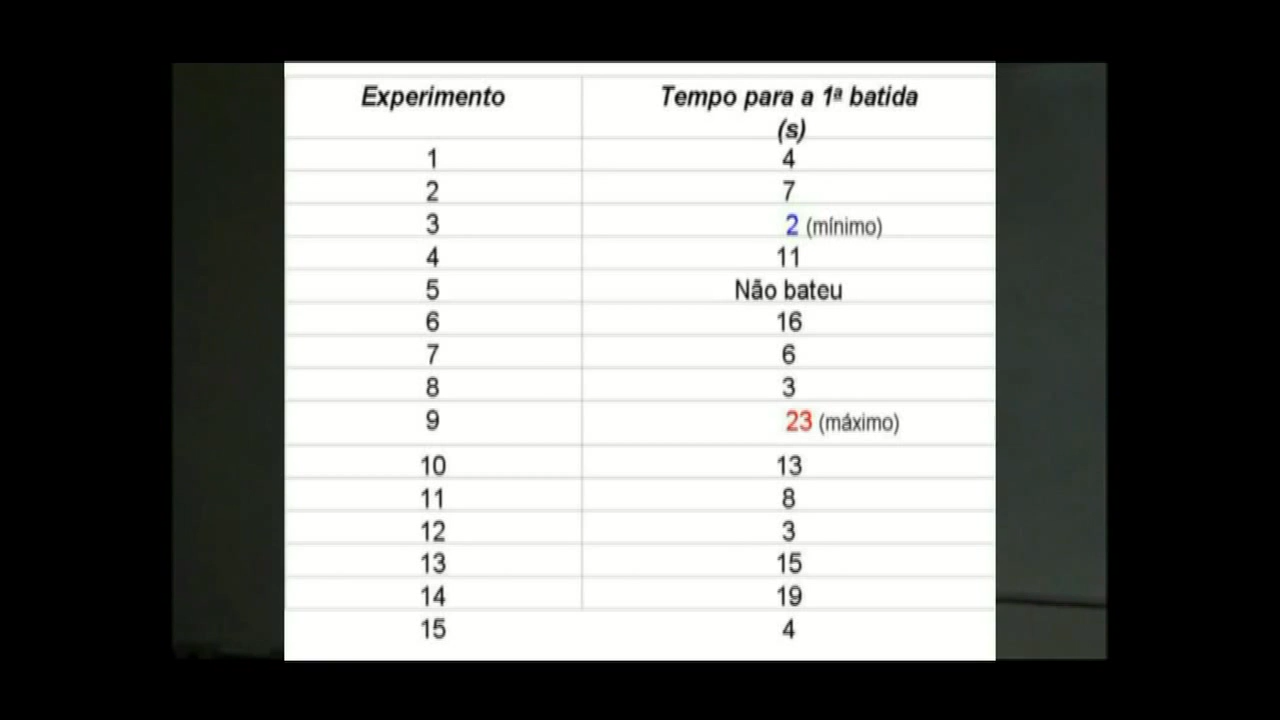 Experimento Tempo para a 1ª batida
(s)
1 4
2 7
3 2 (mínimo)
4 11
5 Não bateu
6 16
7 6
8 3
9 23 (máximo)
10 13
11 8
12 3
13 15
14 19
15 4